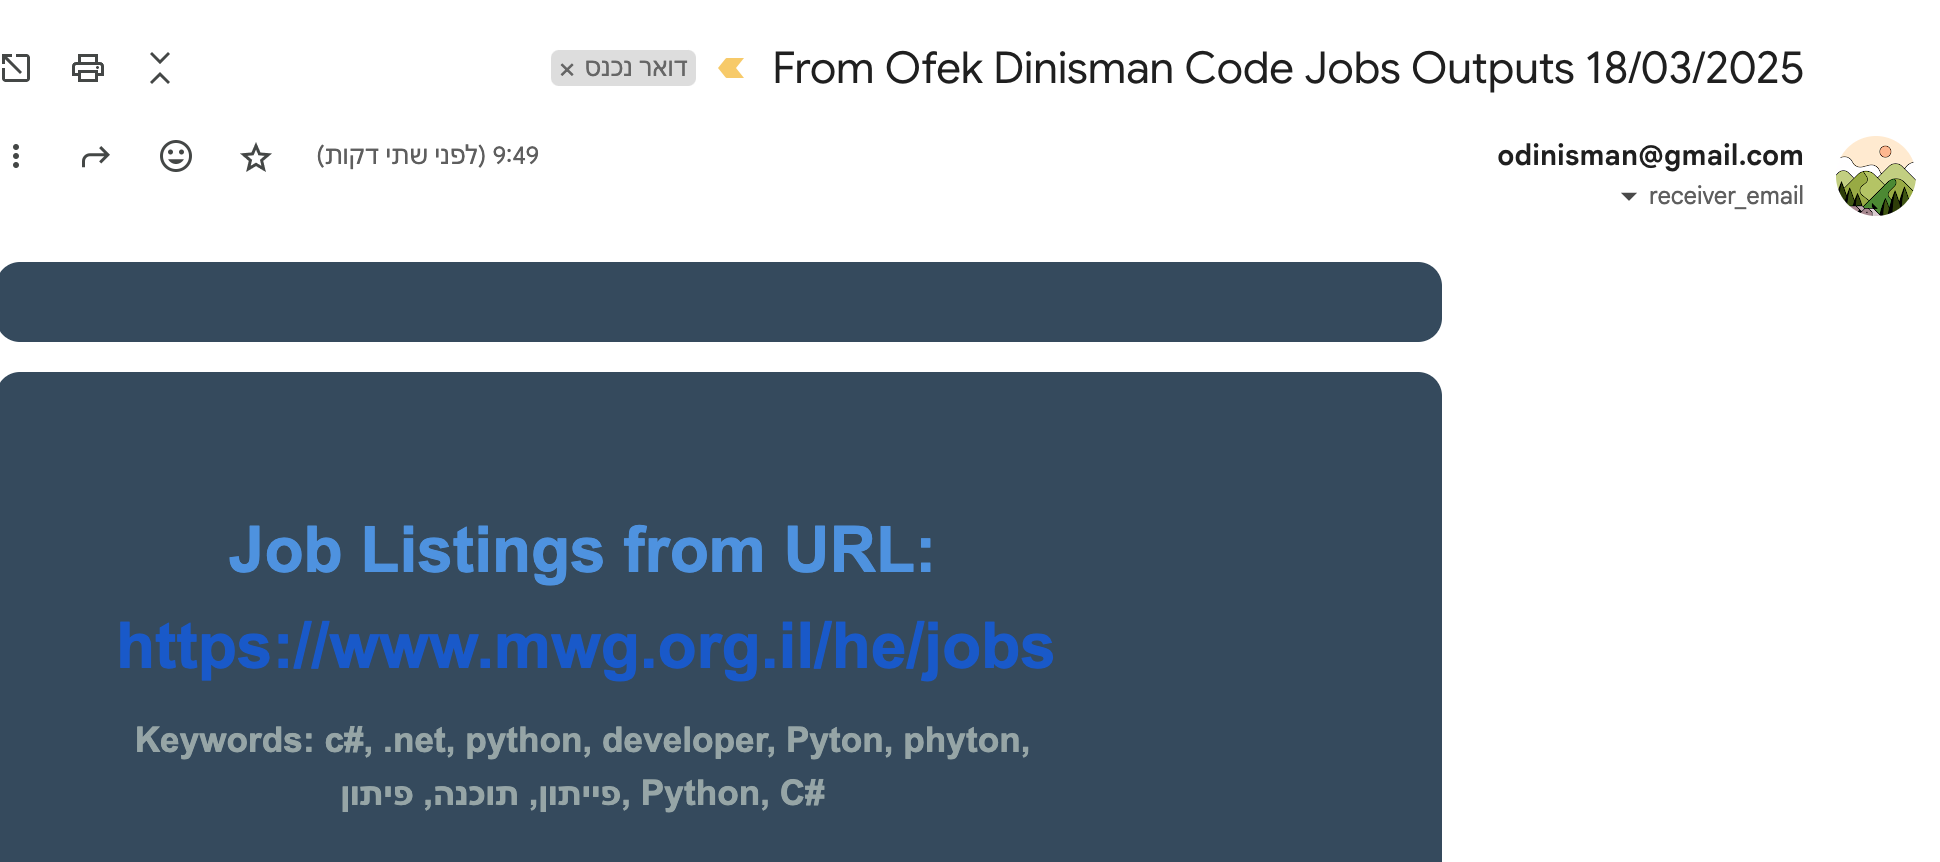 From Ofek Dinisman Code Jobs Outputs 18/03/2025
דואר נכנס ×
odinisman@gmail.com
9:49 (לפני שתי דקות)
receiver_email
Job Listings from URL:
https://www.mwg.org.il/he/jobs
Keywords: c#, .net, python, developer, Pyton, phyton,
פייתון, תוכנה, פיתון, Python, C#